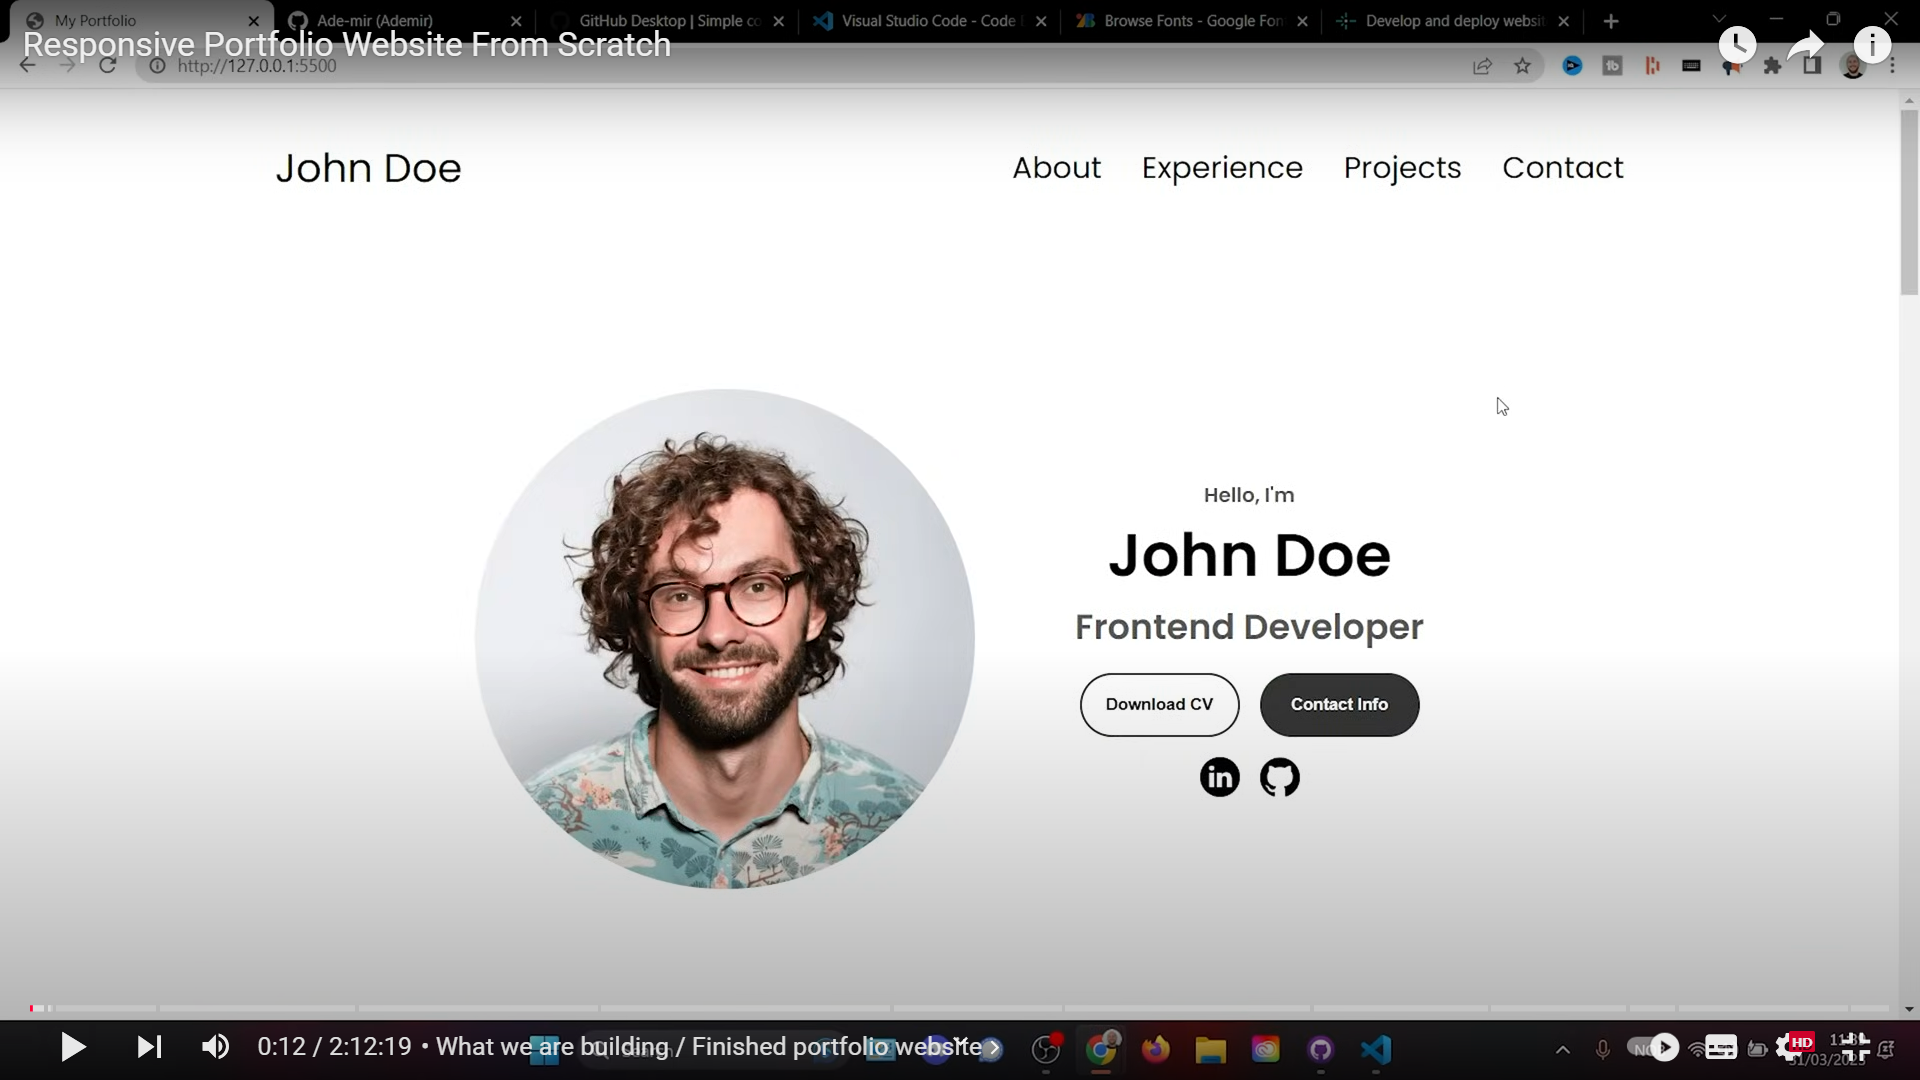 My Portfolio
Ade-mir (Ademir)
GitHub Desktop | Simple co
Visual Studio Code - Code
Browse Fonts - Google Fon
Develop and deploy websit
Responsive Portfolio Website From Scratch
http://127.0.0.1:5500
John Doe
About
Experience
Projects
Contact
Hello, I'm
John Doe
Frontend Developer
Download CV
Contact Info
in
0:12 / 2:12:19 • What we are building / Finished portfolio website
HD